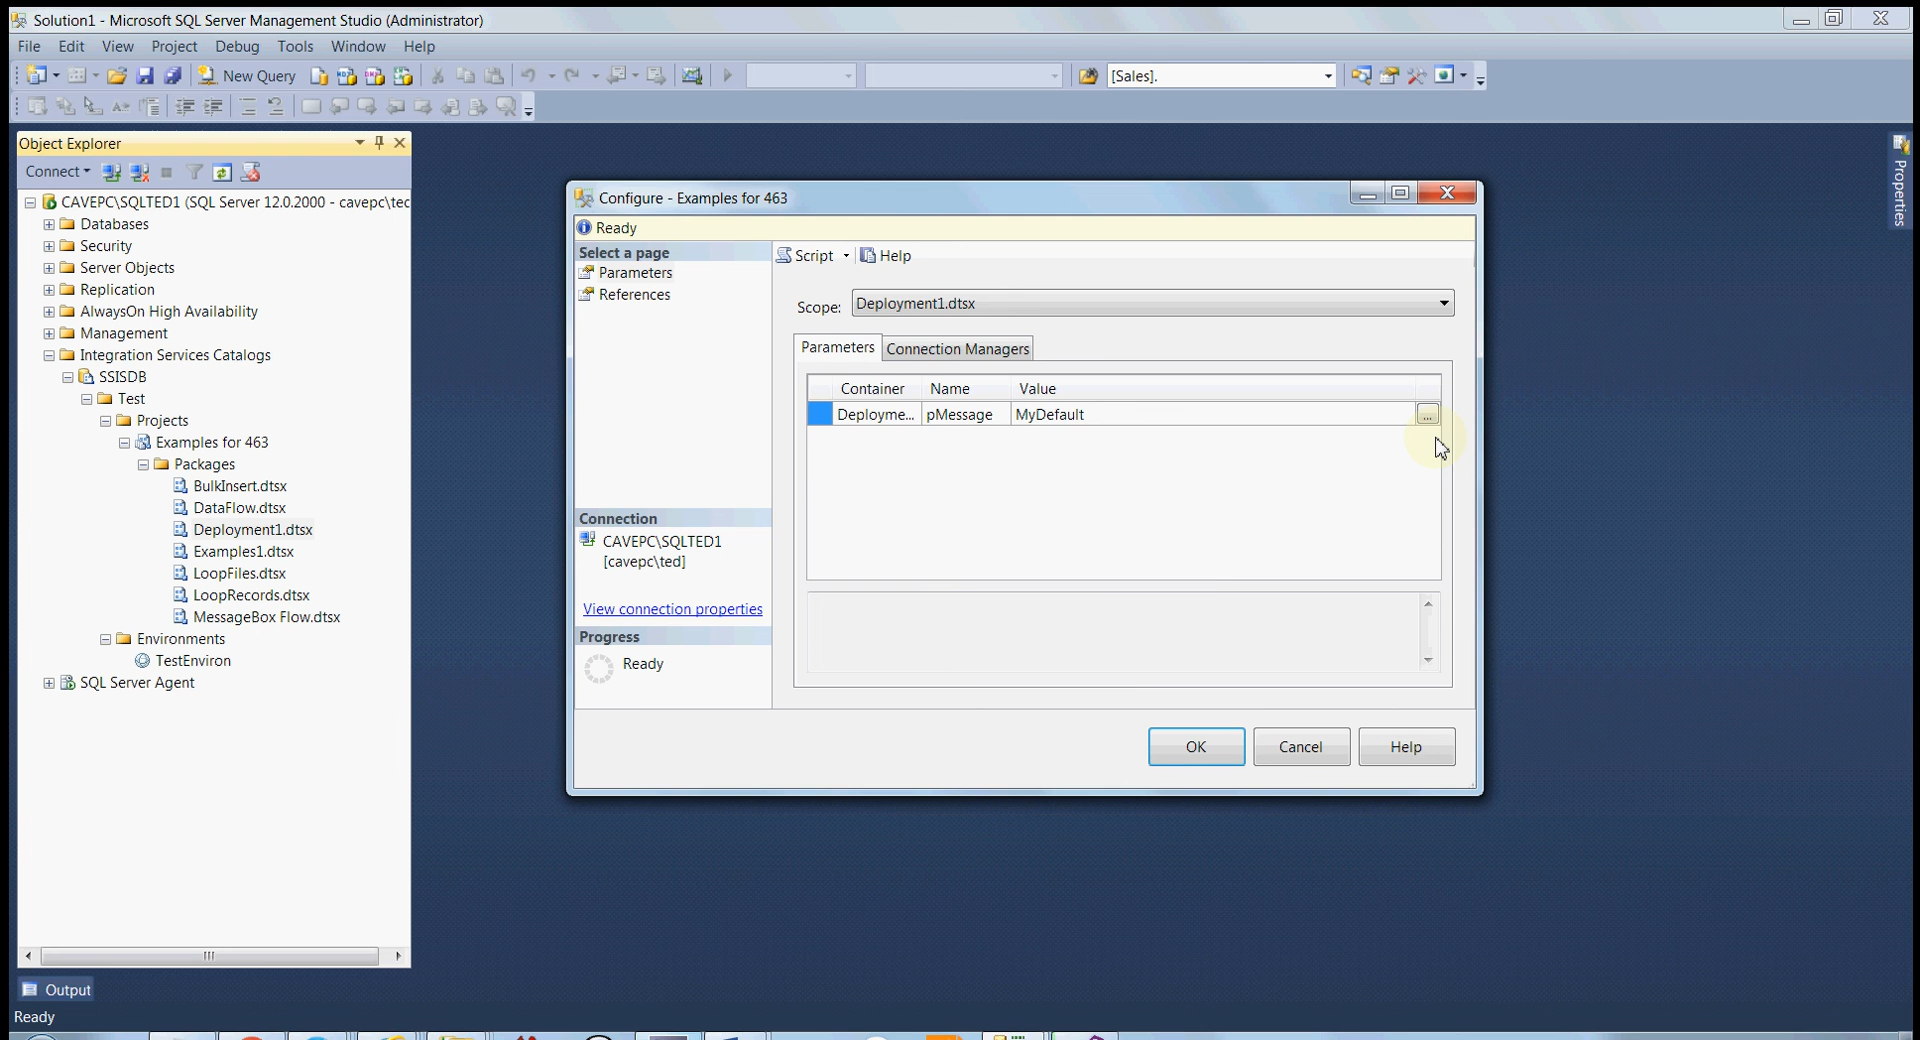 Solution1 - Microsoft SQL Server Management Studio (Administrator)
File Edit View Project Debug Tools Window Help
New Query
[Sales].
Object Explorer
Connect
CAVEPC\SQLTED1 (SQL Server 12.0.2000 - cavepc\tec
Databases
Security
Server Objects
Replication
AlwaysOn High Availability
Management
Integration Services Catalogs
SSISDB
Test
Projects
Examples for 463
Packages
BulkInsert.dtsx
DataFlow.dtsx
Deployment1.dtsx
Examples1.dtsx
LoopFiles.dtsx
LoopRecords.dtsx
MessageBox Flow.dtsx
Environments
TestEnviron
SQL Server Agent
Configure - Examples for 463
Ready
Select a page
Parameters
References
Script Help
Scope: Deployment1.dtsx
Parameters Connection Managers
Container Name Value
Deployme... pMessage MyDefault ...
Connection
CAVEPC\SQLTED1
[cavepc\ted]
View connection properties
Progress
Ready
OK Cancel Help
Properties
Output
Ready